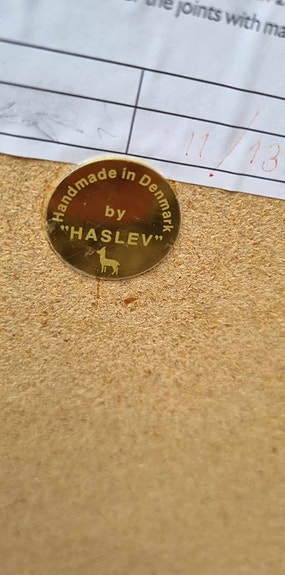 the joints with ma
11/13
Handmade in Denmark
by
"HASLEV"